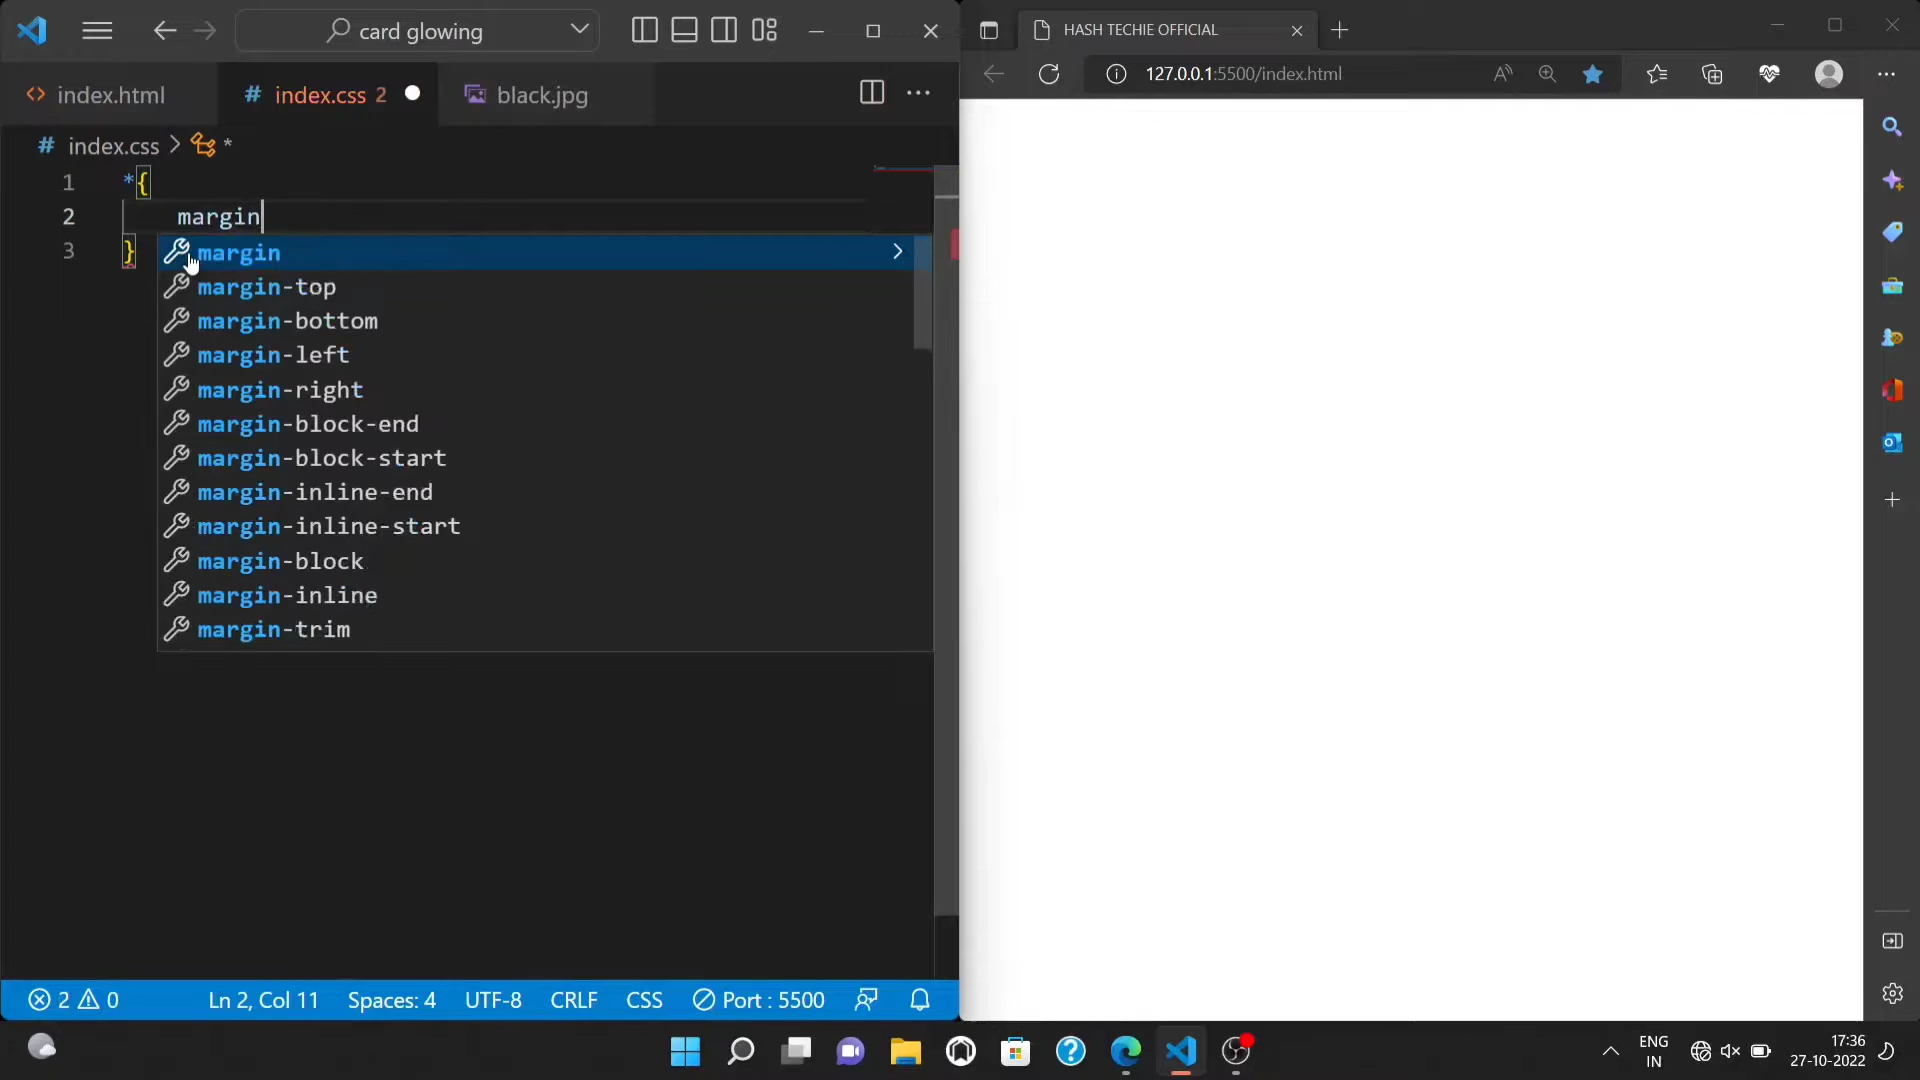 card glowing
HASH TECHIE OFFICIAL
127.0.0.1:5500/index.html
<> index.html
# index.css 2
black.jpg
# index.css > *
1 *{
2 margin
3 }
margin
margin-top
margin-bottom
margin-left
margin-right
margin-block-end
margin-block-start
margin-inline-end
margin-inline-start
margin-block
margin-inline
margin-trim
2 0 Ln 2, Col 11 Spaces: 4 UTF-8 CRLF CSS Port : 5500
ENG
IN
17:36
27-10-2022